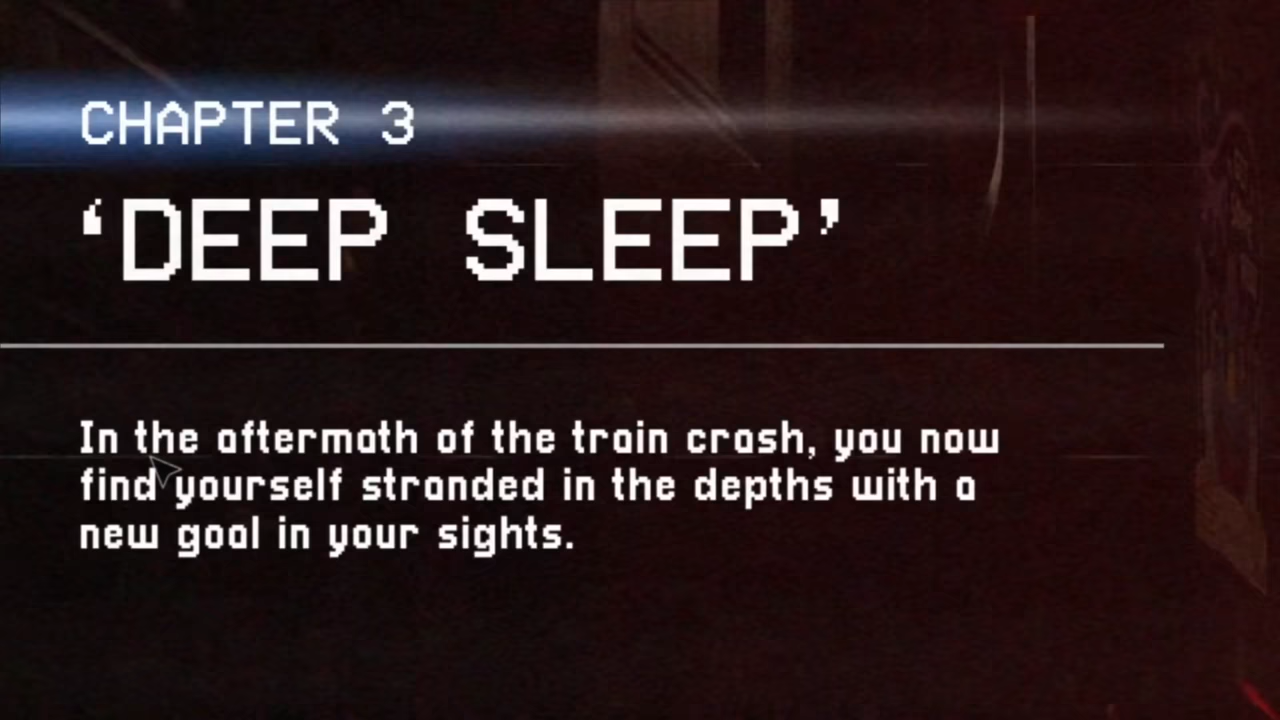 CHAPTER 3
‘DEEP SLEEP’
In the aftermath of the train crash, you now
find yourself stranded in the depths with a
new goal in your sights.